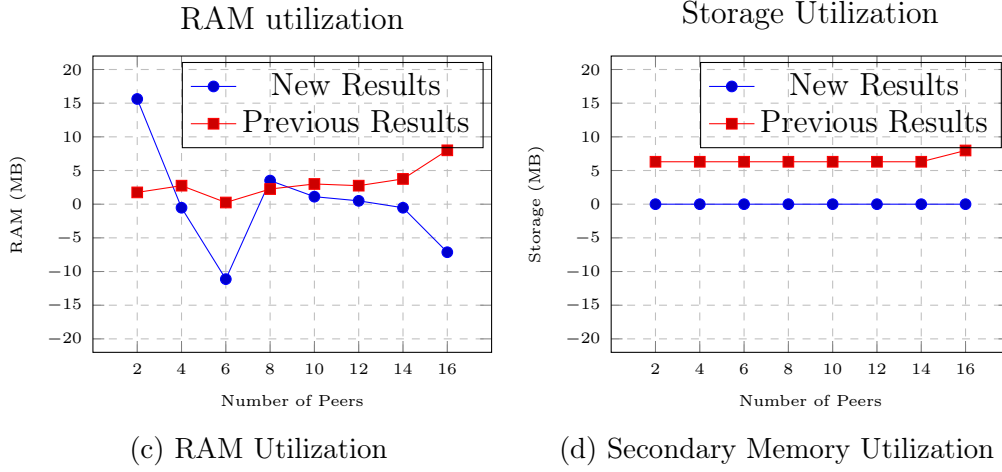 RAM utilization
20
15
10
5
0
−5
−10
−15
−20
2 4 6 8 10 12 14 16
RAM (MB)
Number of Peers
New Results
Previous Results
(c) RAM Utilization
Storage Utilization
20
15
10
5
0
−5
−10
−15
−20
2 4 6 8 10 12 14 16
Storage (MB)
Number of Peers
New Results
Previous Results
(d) Secondary Memory Utilization